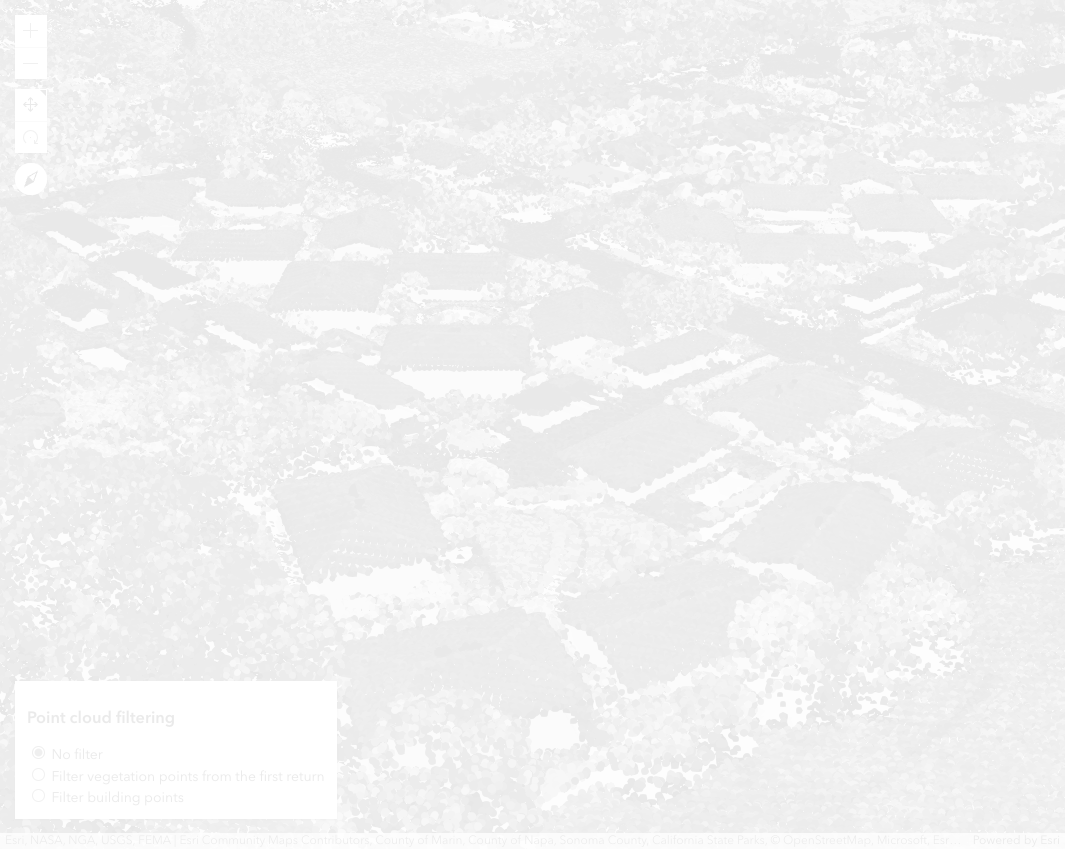 Point cloud filtering
No filter
Filter vegetation points from the first return
Filter building points
Esri, NASA, NGA, USGS, FEMA | Esri Community Maps Contributors, County of Marin, County of Napa, Sonoma County, California State Parks, © OpenStreetMap, Microsoft, Esri... Powered by Esri